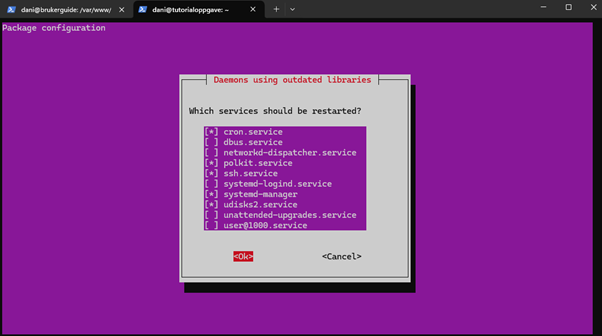 dani@brukerguide: /var/www/
dani@tutorialoppgave: ~
Package configuration
Daemons using outdated libraries
Which services should be restarted?
[*] cron.service
[ ] dbus.service
[ ] networkd-dispatcher.service
[*] polkit.service
[*] ssh.service
[ ] systemd-logind.service
[*] systemd-manager
[*] udisks2.service
[ ] unattended-upgrades.service
[ ] user@1000.service
<Ok> <Cancel>